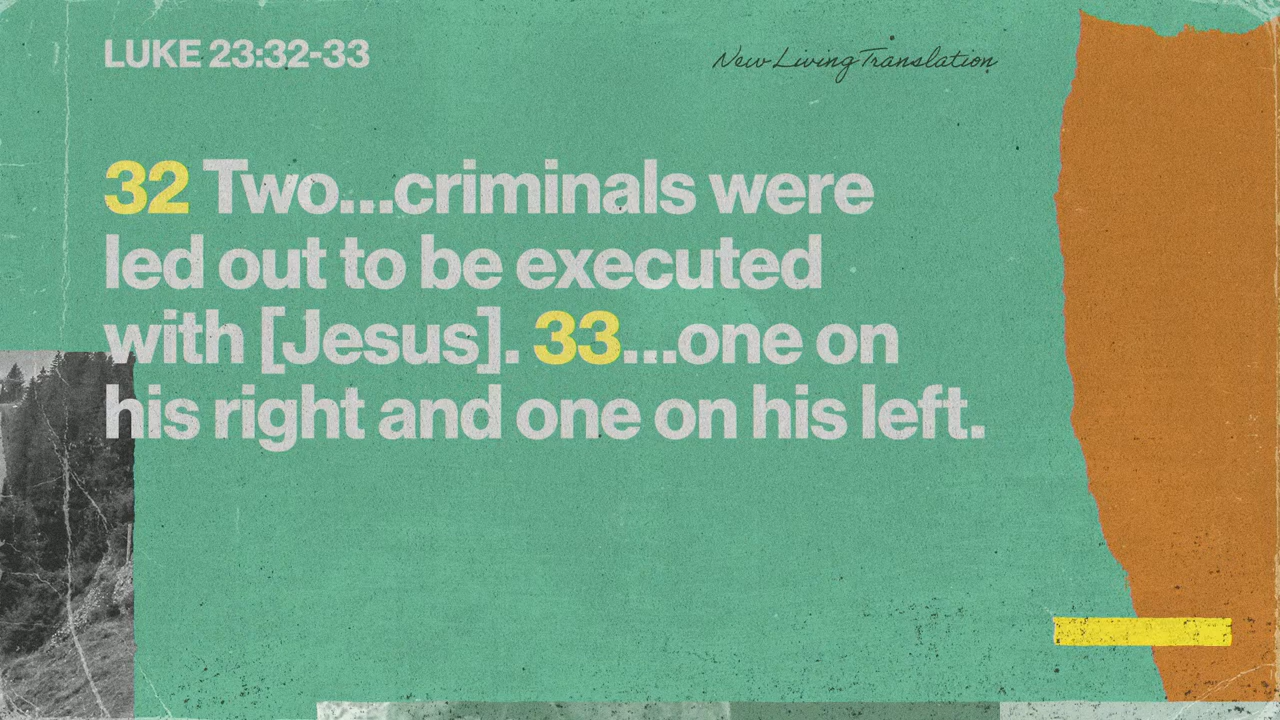 LUKE 23:32-33
New Living Translation
32 Two...criminals were
led out to be executed
with [Jesus]. 33...one on
his right and one on his left.